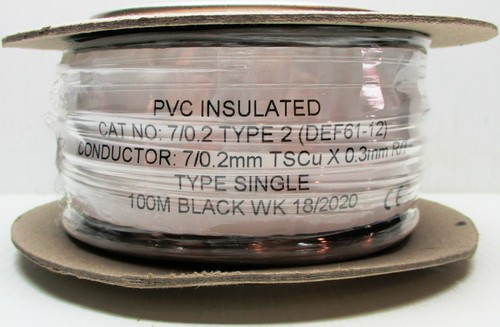 PVC INSULATED
CAT NO: 7/0.2 TYPE 2 (DEF61-12)
CONDUCTOR: 7/0.2mm TSCu X 0.3mm
TYPE SINGLE
100M BLACK WK 18/2020 CE